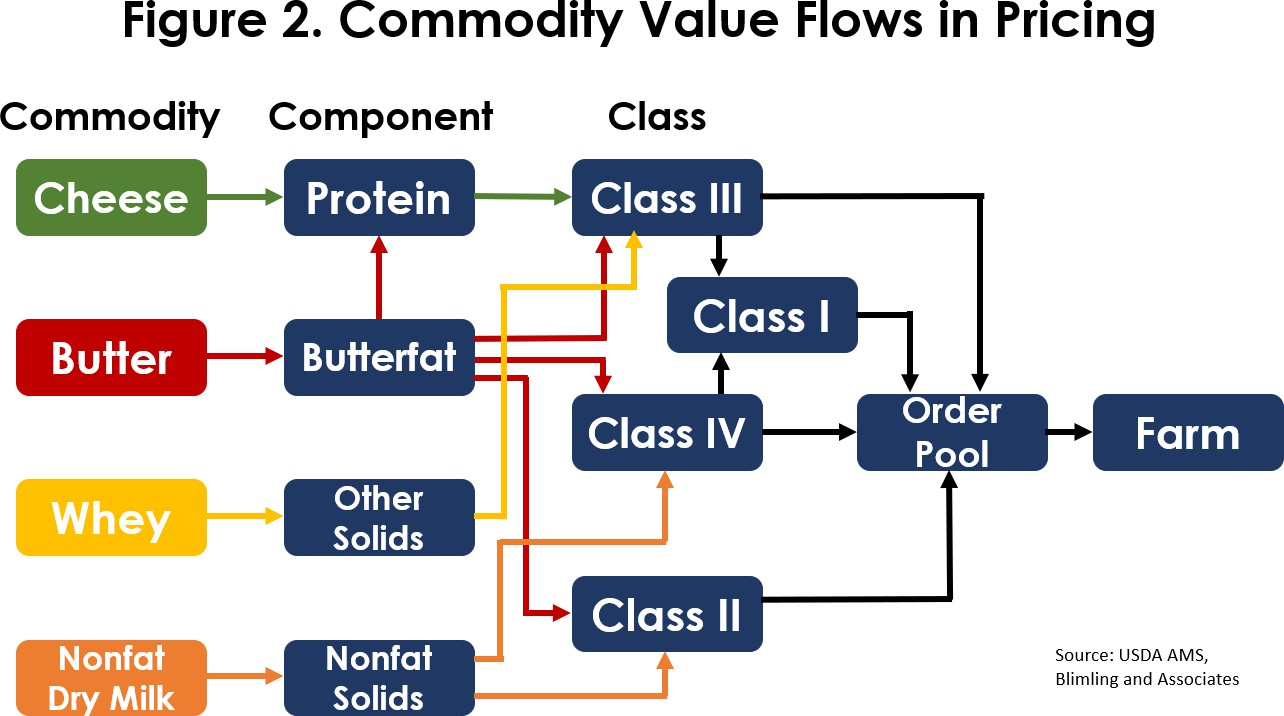 Figure 2. Commodity Value Flows in Pricing
Commodity
Component
Class
Cheese
Protein
Class III
Class I
Butter
Butterfat
Class IV
Order
Pool
Farm
Whey
Other
Solids
Class II
Nonfat
Dry Milk
Nonfat
Solids
Source: USDA AMS,
Blimling and Associates